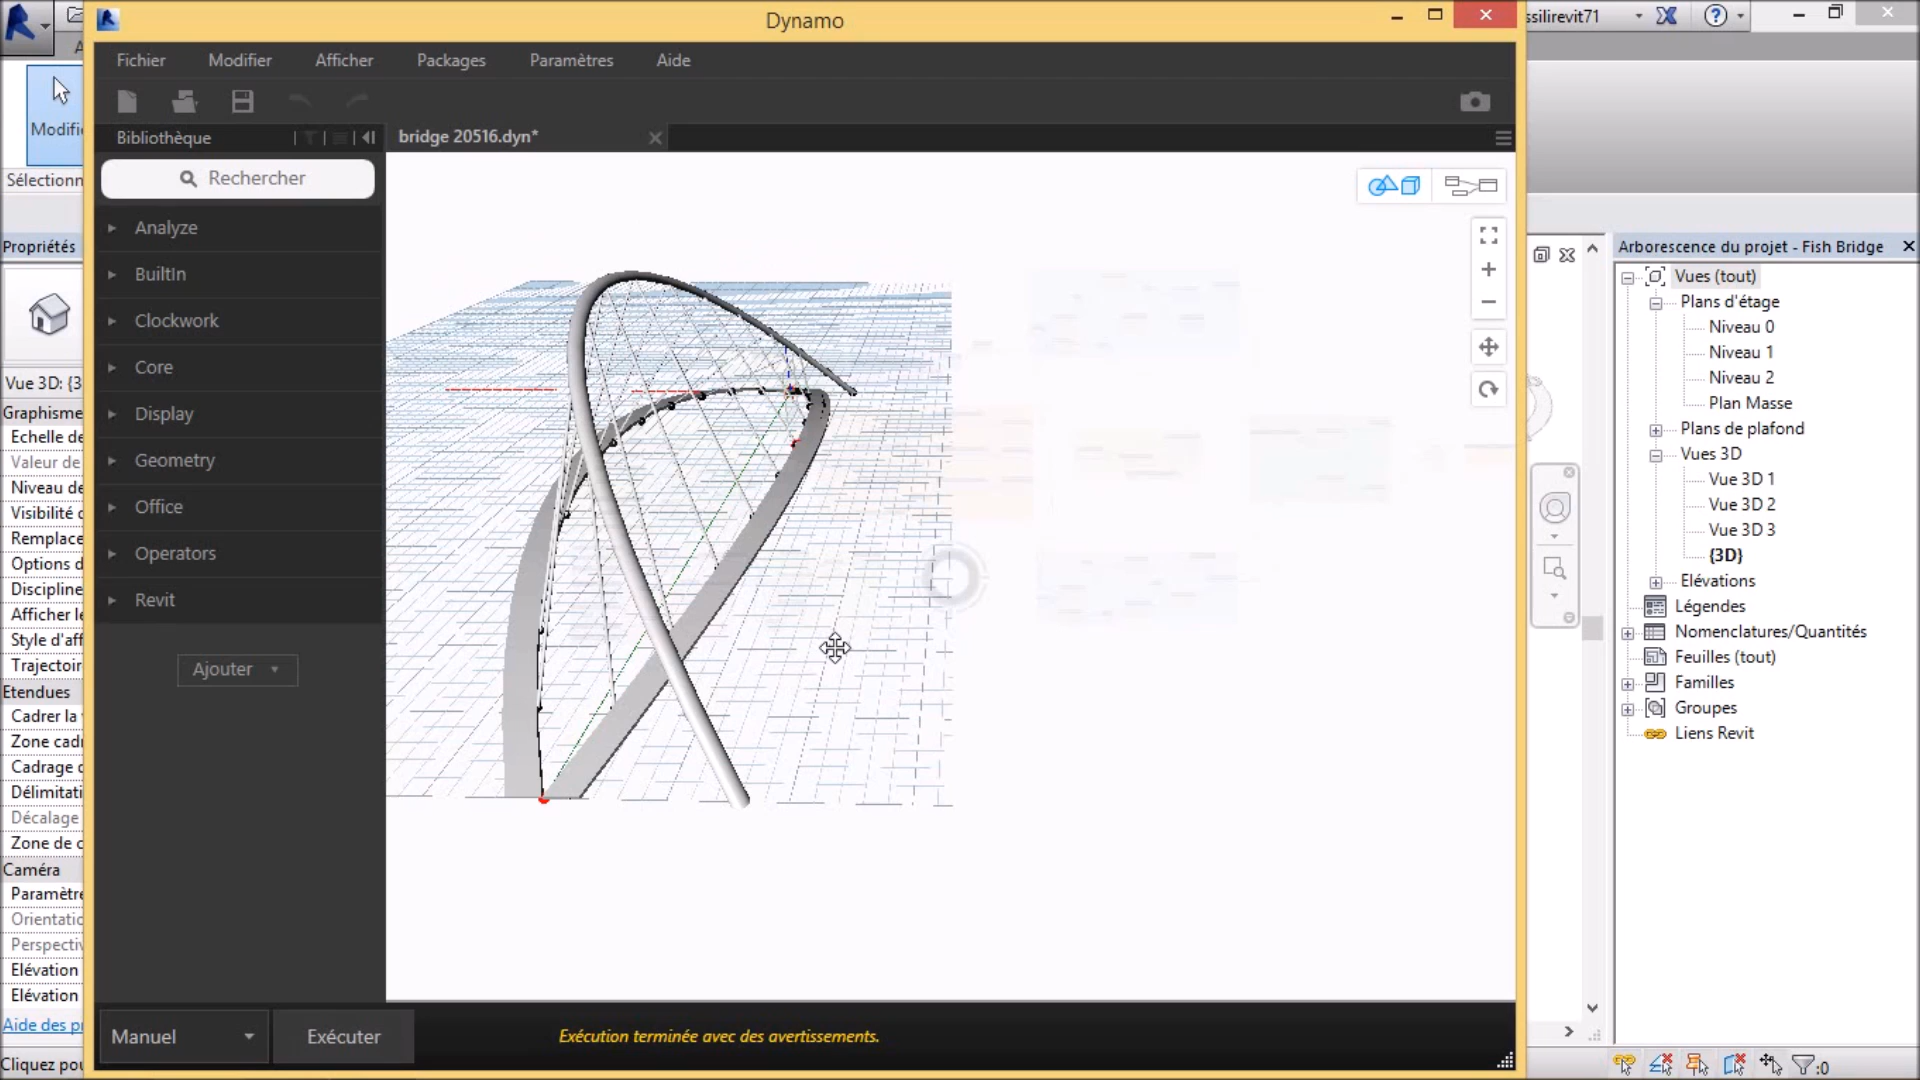 Dynamo
ssilirevit71
Fichier
Modifier
Afficher
Packages
Paramètres
Aide
Modifie
Bibliothèque
bridge 20516.dyn*
Rechercher
Sélectionn
Analyze
BuiltIn
Clockwork
Core
Display
Geometry
Office
Operators
Revit
Ajouter
Propriétés
Vue 3D: {3
Graphisme
Echelle de
Valeur de
Niveau de
Visibilité
Remplace
Options d
Discipline
Afficher le
Style d'aff
Trajectoir
Etendues
Cadrer la
Zone cad
Cadrage
Délimitat
Décalage
Zone de c
Caméra
Paramètre
Orientatio
Perspecti
Elévation
Elévation
Aide des p
Cliquez pou
Manuel
Exécuter
Exécution terminée avec des avertissements.
Arborescence du projet - Fish Bridge
Vues (tout)
Plans d'étage
Niveau 0
Niveau 1
Niveau 2
Plan Masse
Plans de plafond
Vues 3D
Vue 3D 1
Vue 3D 2
Vue 3D 3
{3D}
Elévations
Légendes
Nomenclatures/Quantités
Feuilles (tout)
Familles
Groupes
Liens Revit
:0